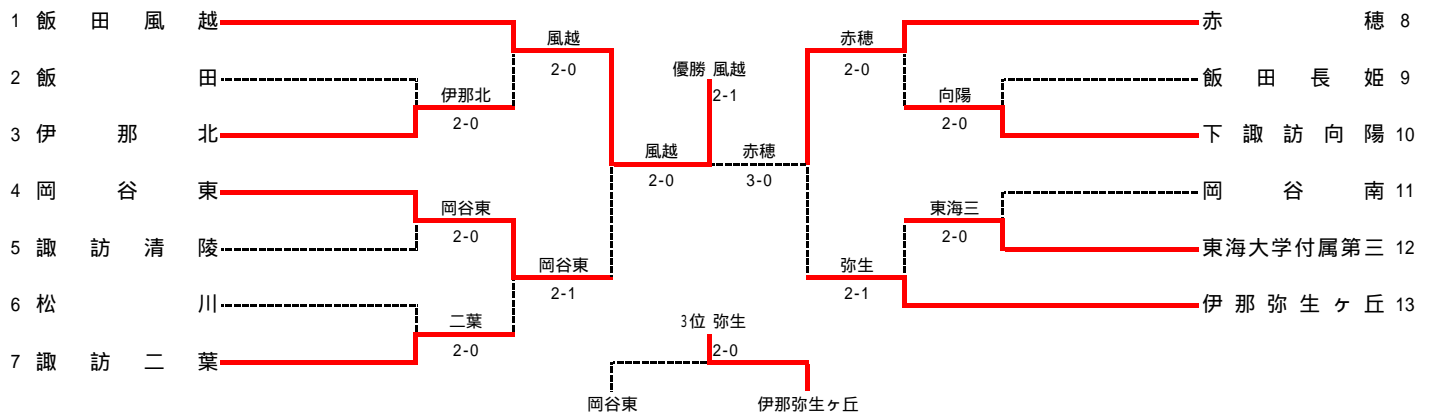 1 飯田風越 風越 赤穂 赤穂 8
2-0 優勝 風越 2-0
2 飯田 2-1 飯田長姫 9
伊那北 向陽
2-0 2-0
3 伊那北 下諏訪向陽 10
風越 赤穂
2-0 3-0
4 岡谷東 岡谷南 11
岡谷東 東海三
2-0 2-0
5 諏訪清陵 東海大学付属第三 12
岡谷東 弥生
2-1 2-1
6 松川 伊那弥生ヶ丘 13
二葉 3位 弥生
2-0 2-0
7 諏訪二葉
岡谷東 伊那弥生ヶ丘